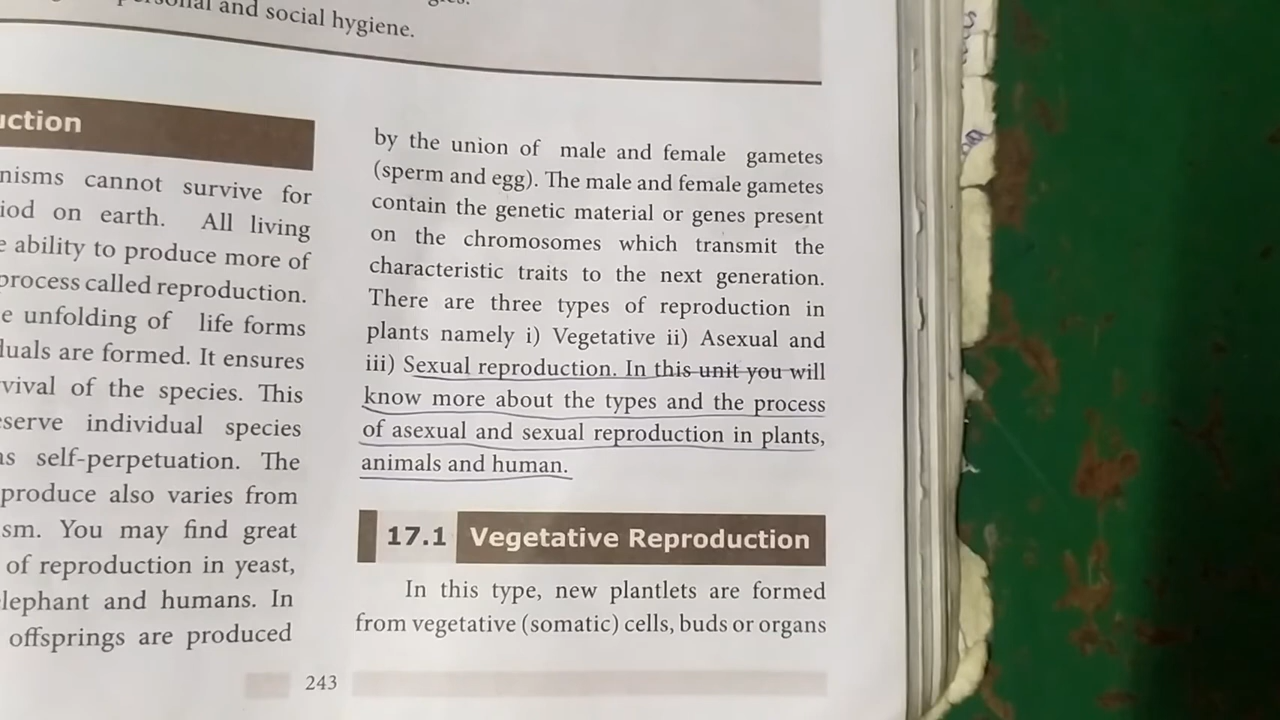 and social hygiene.
uction
nisms cannot survive for
iod on earth. All living
e ability to produce more of
process called reproduction.
e unfolding of life forms
duals are formed. It ensures
vival of the species. This
serve individual species
as self-perpetuation. The
produce also varies from
sm. You may find great
of reproduction in yeast,
elephant and humans. In
offsprings are produced
by the union of male and female gametes
(sperm and egg). The male and female gametes
contain the genetic material or genes present
on the chromosomes which transmit the
characteristic traits to the next generation.
There are three types of reproduction in
plants namely i) Vegetative ii) Asexual and
iii) Sexual reproduction. In this unit you will
know more about the types and the process
of asexual and sexual reproduction in plants,
animals and human.
17.1 Vegetative Reproduction
In this type, new plantlets are formed
from vegetative (somatic) cells, buds or organs
243